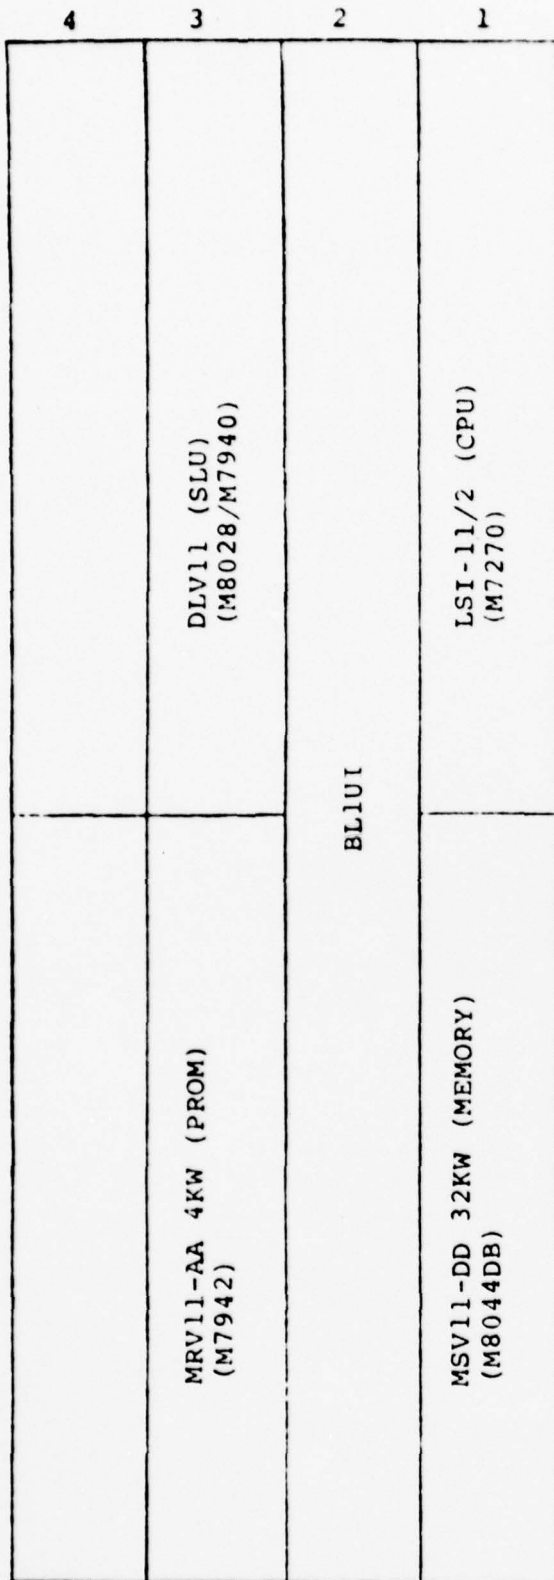 4
3
2
1
DLV11 (SLU)
(M8028/M7940)
LSI-11/2 (CPU)
(M7270)
BL1UI
MRV11-AA 4KW (PROM)
(M7942)
MSV11-DD 32KW (MEMORY)
(M8044DB)